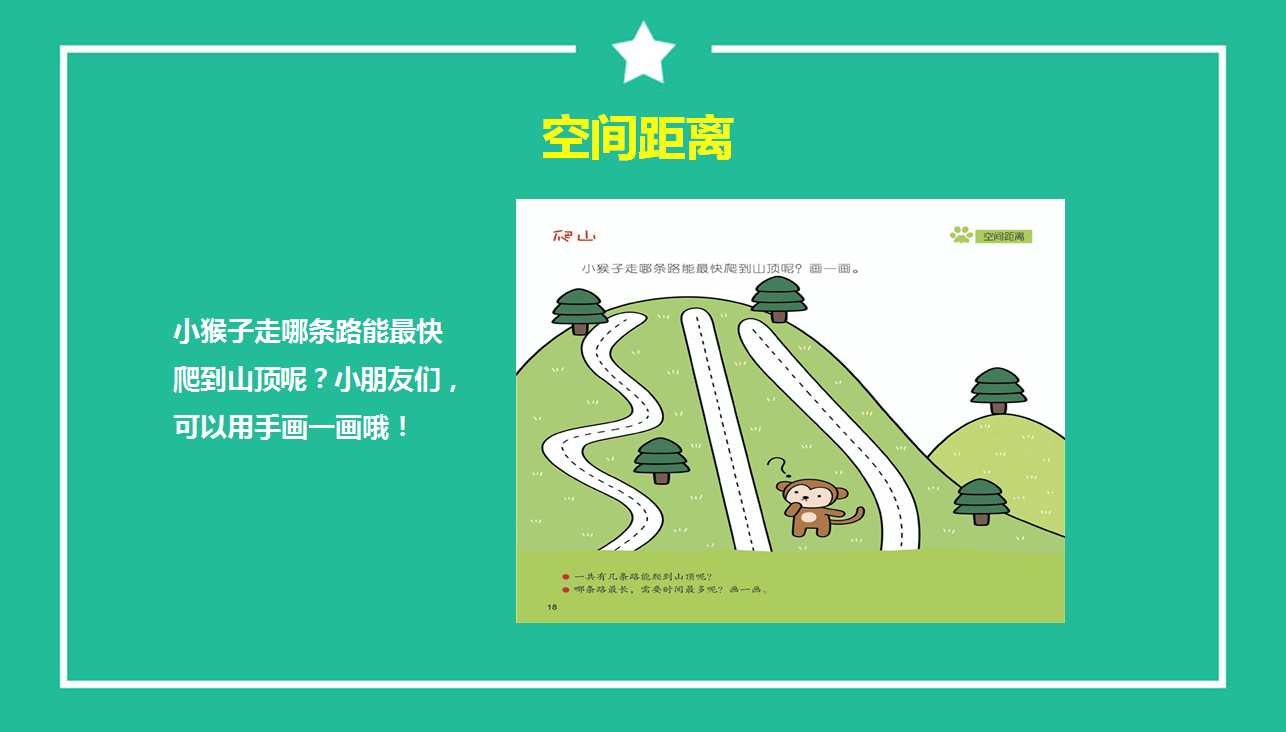 空间距离
小猴子走哪条路能最快
爬到山顶呢？小朋友们，
可以用手画一画哦！
爬山
空间距离
小猴子走哪条路能最快爬到山顶呢？画一画。
一共有几条路能爬到山顶呢？
哪条路最长，需要时间最多呢？画一画。
18